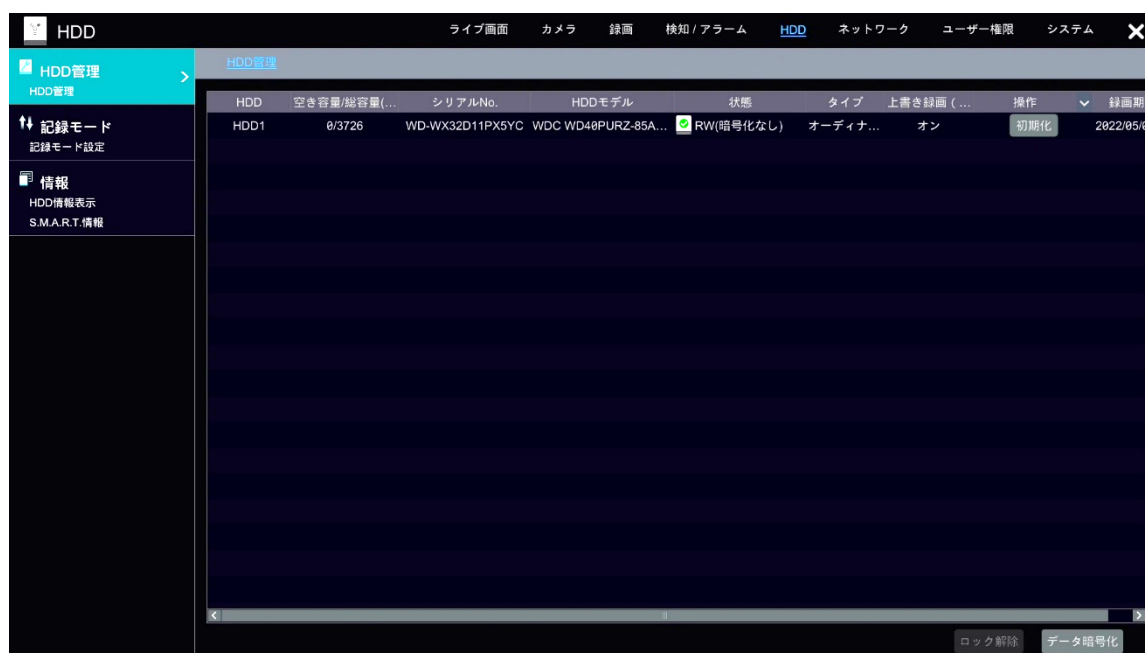 HDD ライブ画面 カメラ 録画 検知 / アラーム HDD ネットワーク ユーザー権限 システム
HDD管理
HDD管理
HDD管理
記録モード
記録モード設定
情報
HDD情報表示
S.M.A.R.T.情報
HDD 空き容量/総容量(... シリアルNo. HDDモデル 状態 タイプ 上書き録画 ( ... 操作 録画期
HDD1 0/3726 WD-WX32D11PX5YC WDC WD40PURZ-85A... RW(暗号化なし) オーディナ... オン 初期化 2022/05/0
ロック解除 データ暗号化